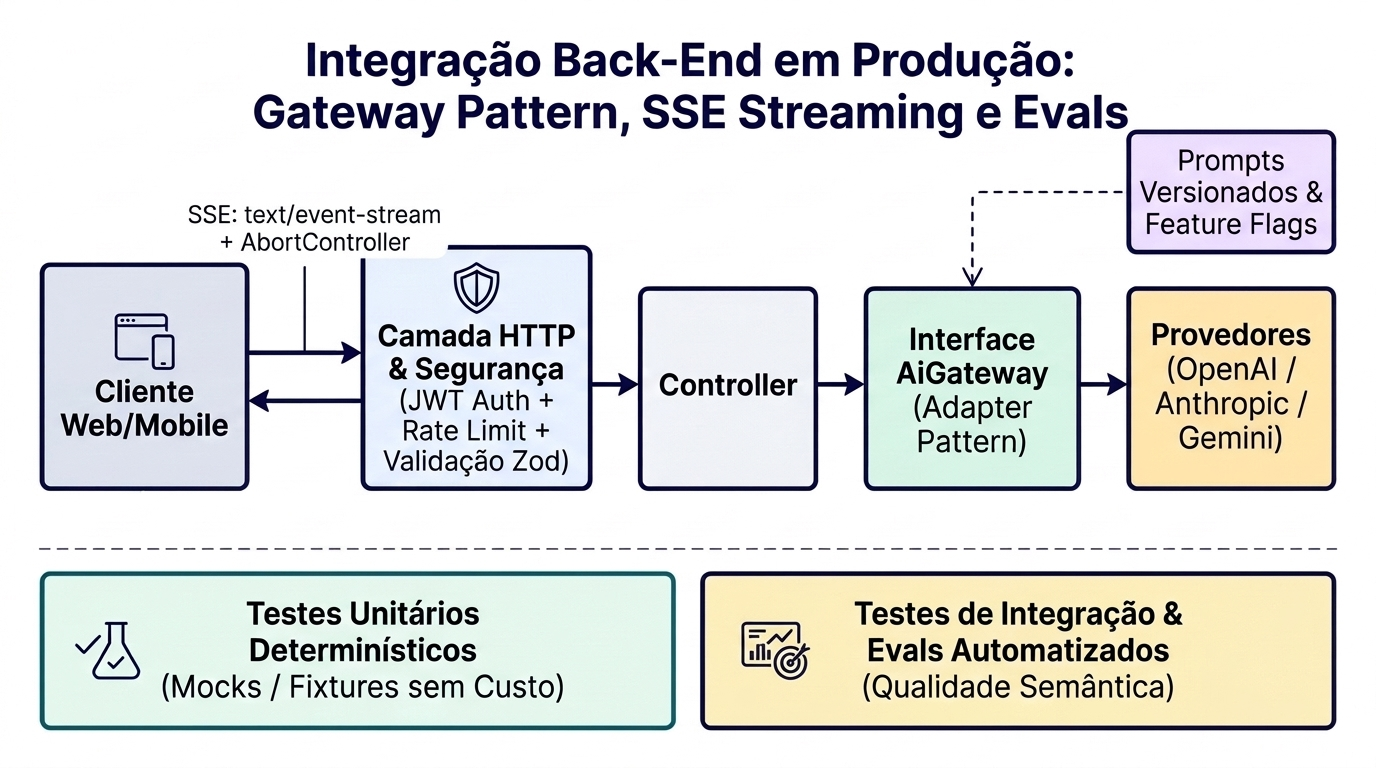 Integração Back-End em Produção:
Gateway Pattern, SSE Streaming e Evals
Prompts
Versionados &
Feature Flags
SSE: text/event-stream
+ AbortController
Cliente
Web/Mobile
Camada HTTP
& Segurança
(JWT Auth +
Rate Limit +
Validação Zod)
Controller
Interface
AiGateway
(Adapter
Pattern)
Provedores
(OpenAI /
Anthropic /
Gemini)
Testes Unitários
Determinísticos
(Mocks / Fixtures sem Custo)
Testes de Integração &
Evals Automatizados
(Qualidade Semântica)